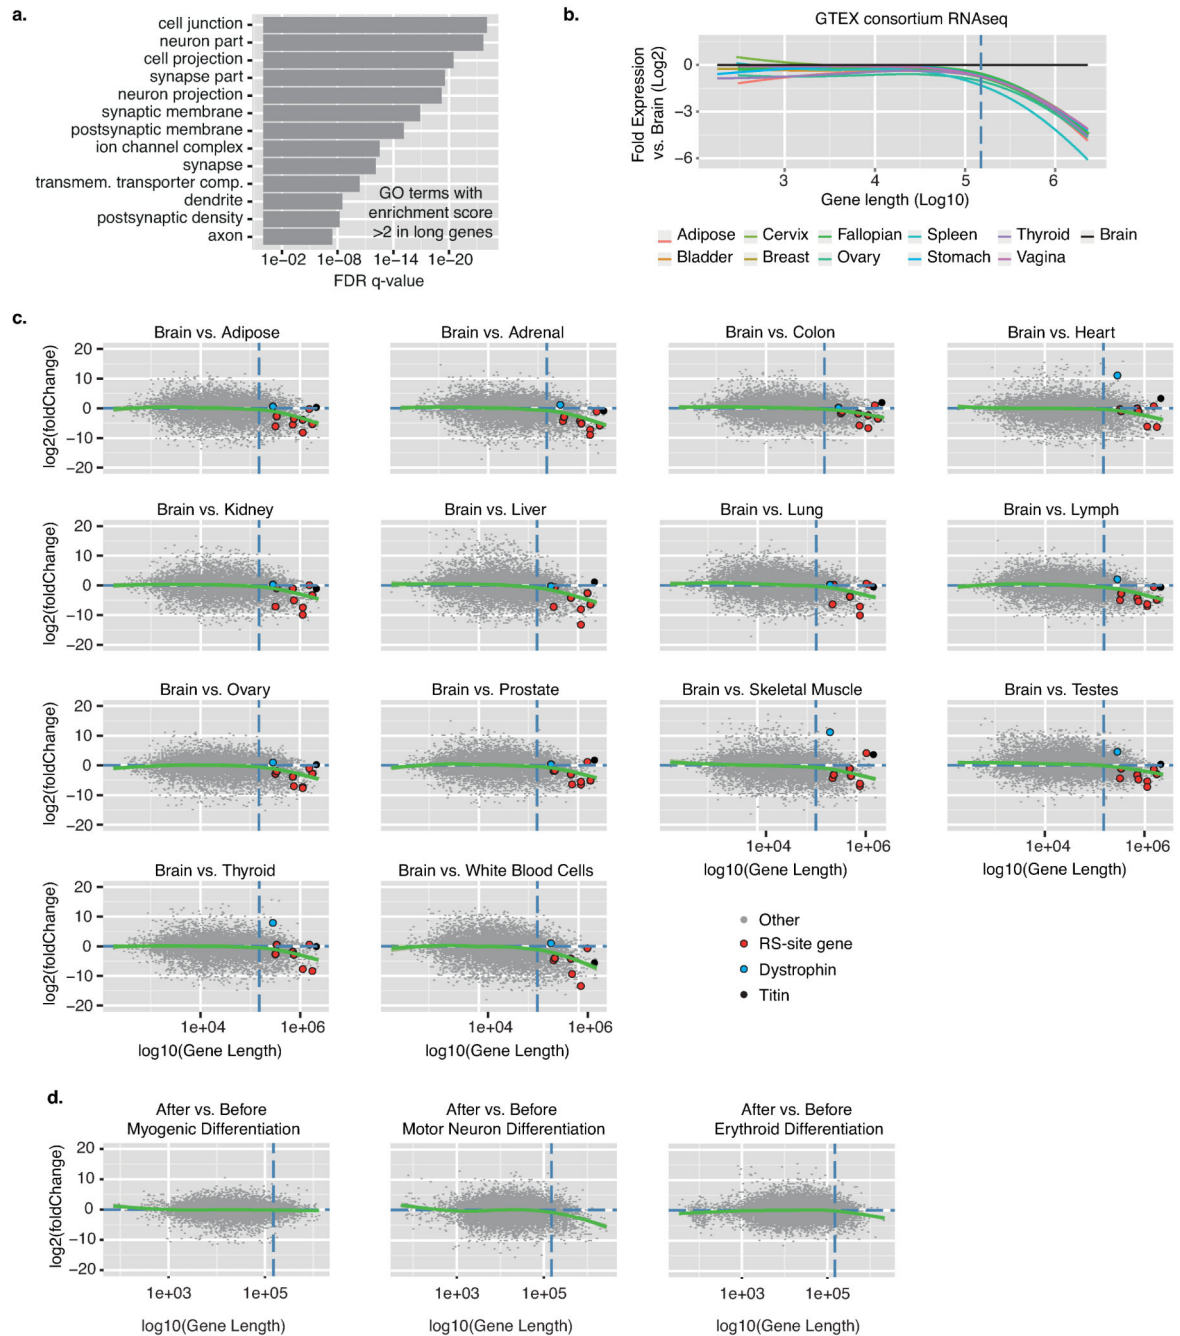 a.
cell junction
neuron part
cell projection
synapse part
neuron projection
synaptic membrane
postsynaptic membrane
ion channel complex
synapse
transmem. transporter comp.
dendrite
postsynaptic density
axon
GO terms with
enrichment score
>2 in long genes
1e−02 1e−08 1e−14 1e−20
FDR q-value
b.
GTEX consortium RNAseq
Fold Expression
vs. Brain (Log2)
0
−3
−6
3 4 5 6
Gene length (Log10)
Adipose Cervix Fallopian Spleen Thyroid Brain
Bladder Breast Ovary Stomach Vagina
c.
Brain vs. Adipose Brain vs. Adrenal Brain vs. Colon Brain vs. Heart
log2(foldChange)
20
10
0
−10
−20
Brain vs. Kidney Brain vs. Liver Brain vs. Lung Brain vs. Lymph
log2(foldChange)
20
10
0
−10
−20
Brain vs. Ovary Brain vs. Prostate Brain vs. Skeletal Muscle Brain vs. Testes
log2(foldChange)
20
10
0
−10
−20
1e+04 1e+06 1e+04 1e+06
log10(Gene Length) log10(Gene Length)
Brain vs. Thyroid Brain vs. White Blood Cells
log2(foldChange)
20
10
0
−10
−20
1e+04 1e+06 1e+04 1e+06
log10(Gene Length) log10(Gene Length)
Other
RS-site gene
Dystrophin
Titin
d.
After vs. Before
Myogenic Differentiation
After vs. Before
Motor Neuron Differentiation
After vs. Before
Erythroid Differentiation
log2(foldChange)
20
10
0
−10
−20
1e+03 1e+05 1e+03 1e+05 1e+03 1e+05
log10(Gene Length) log10(Gene Length) log10(Gene Length)